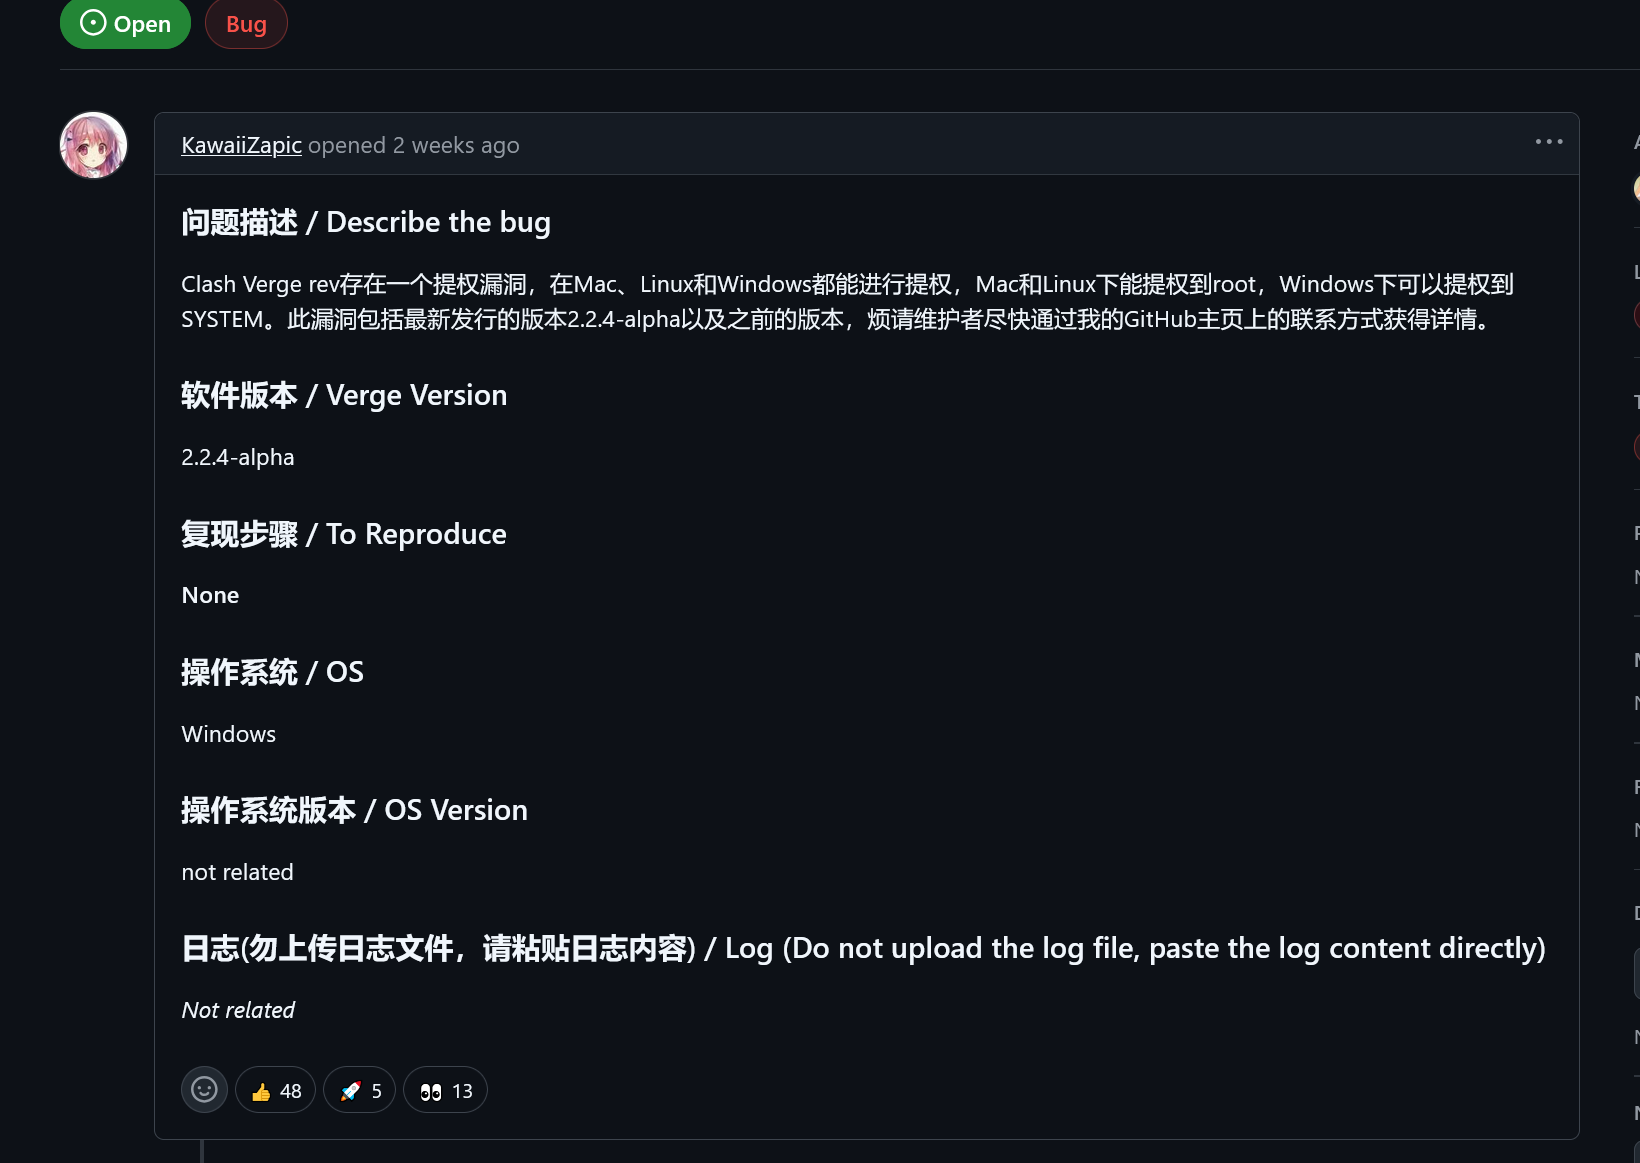 Open Bug
KawaiiZapic opened 2 weeks ago
问题描述 / Describe the bug
Clash Verge rev存在一个提权漏洞，在Mac、Linux和Windows都能进行提权，Mac和Linux下能提权到root，Windows下可以提权到
SYSTEM。此漏洞包括最新发行的版本2.2.4-alpha以及之前的版本，烦请维护者尽快通过我的GitHub主页上的联系方式获得详情。
软件版本 / Verge Version
2.2.4-alpha
复现步骤 / To Reproduce
None
操作系统 / OS
Windows
操作系统版本 / OS Version
not related
日志(勿上传日志文件，请粘贴日志内容) / Log (Do not upload the log file, paste the log content directly)
Not related
48 5 13